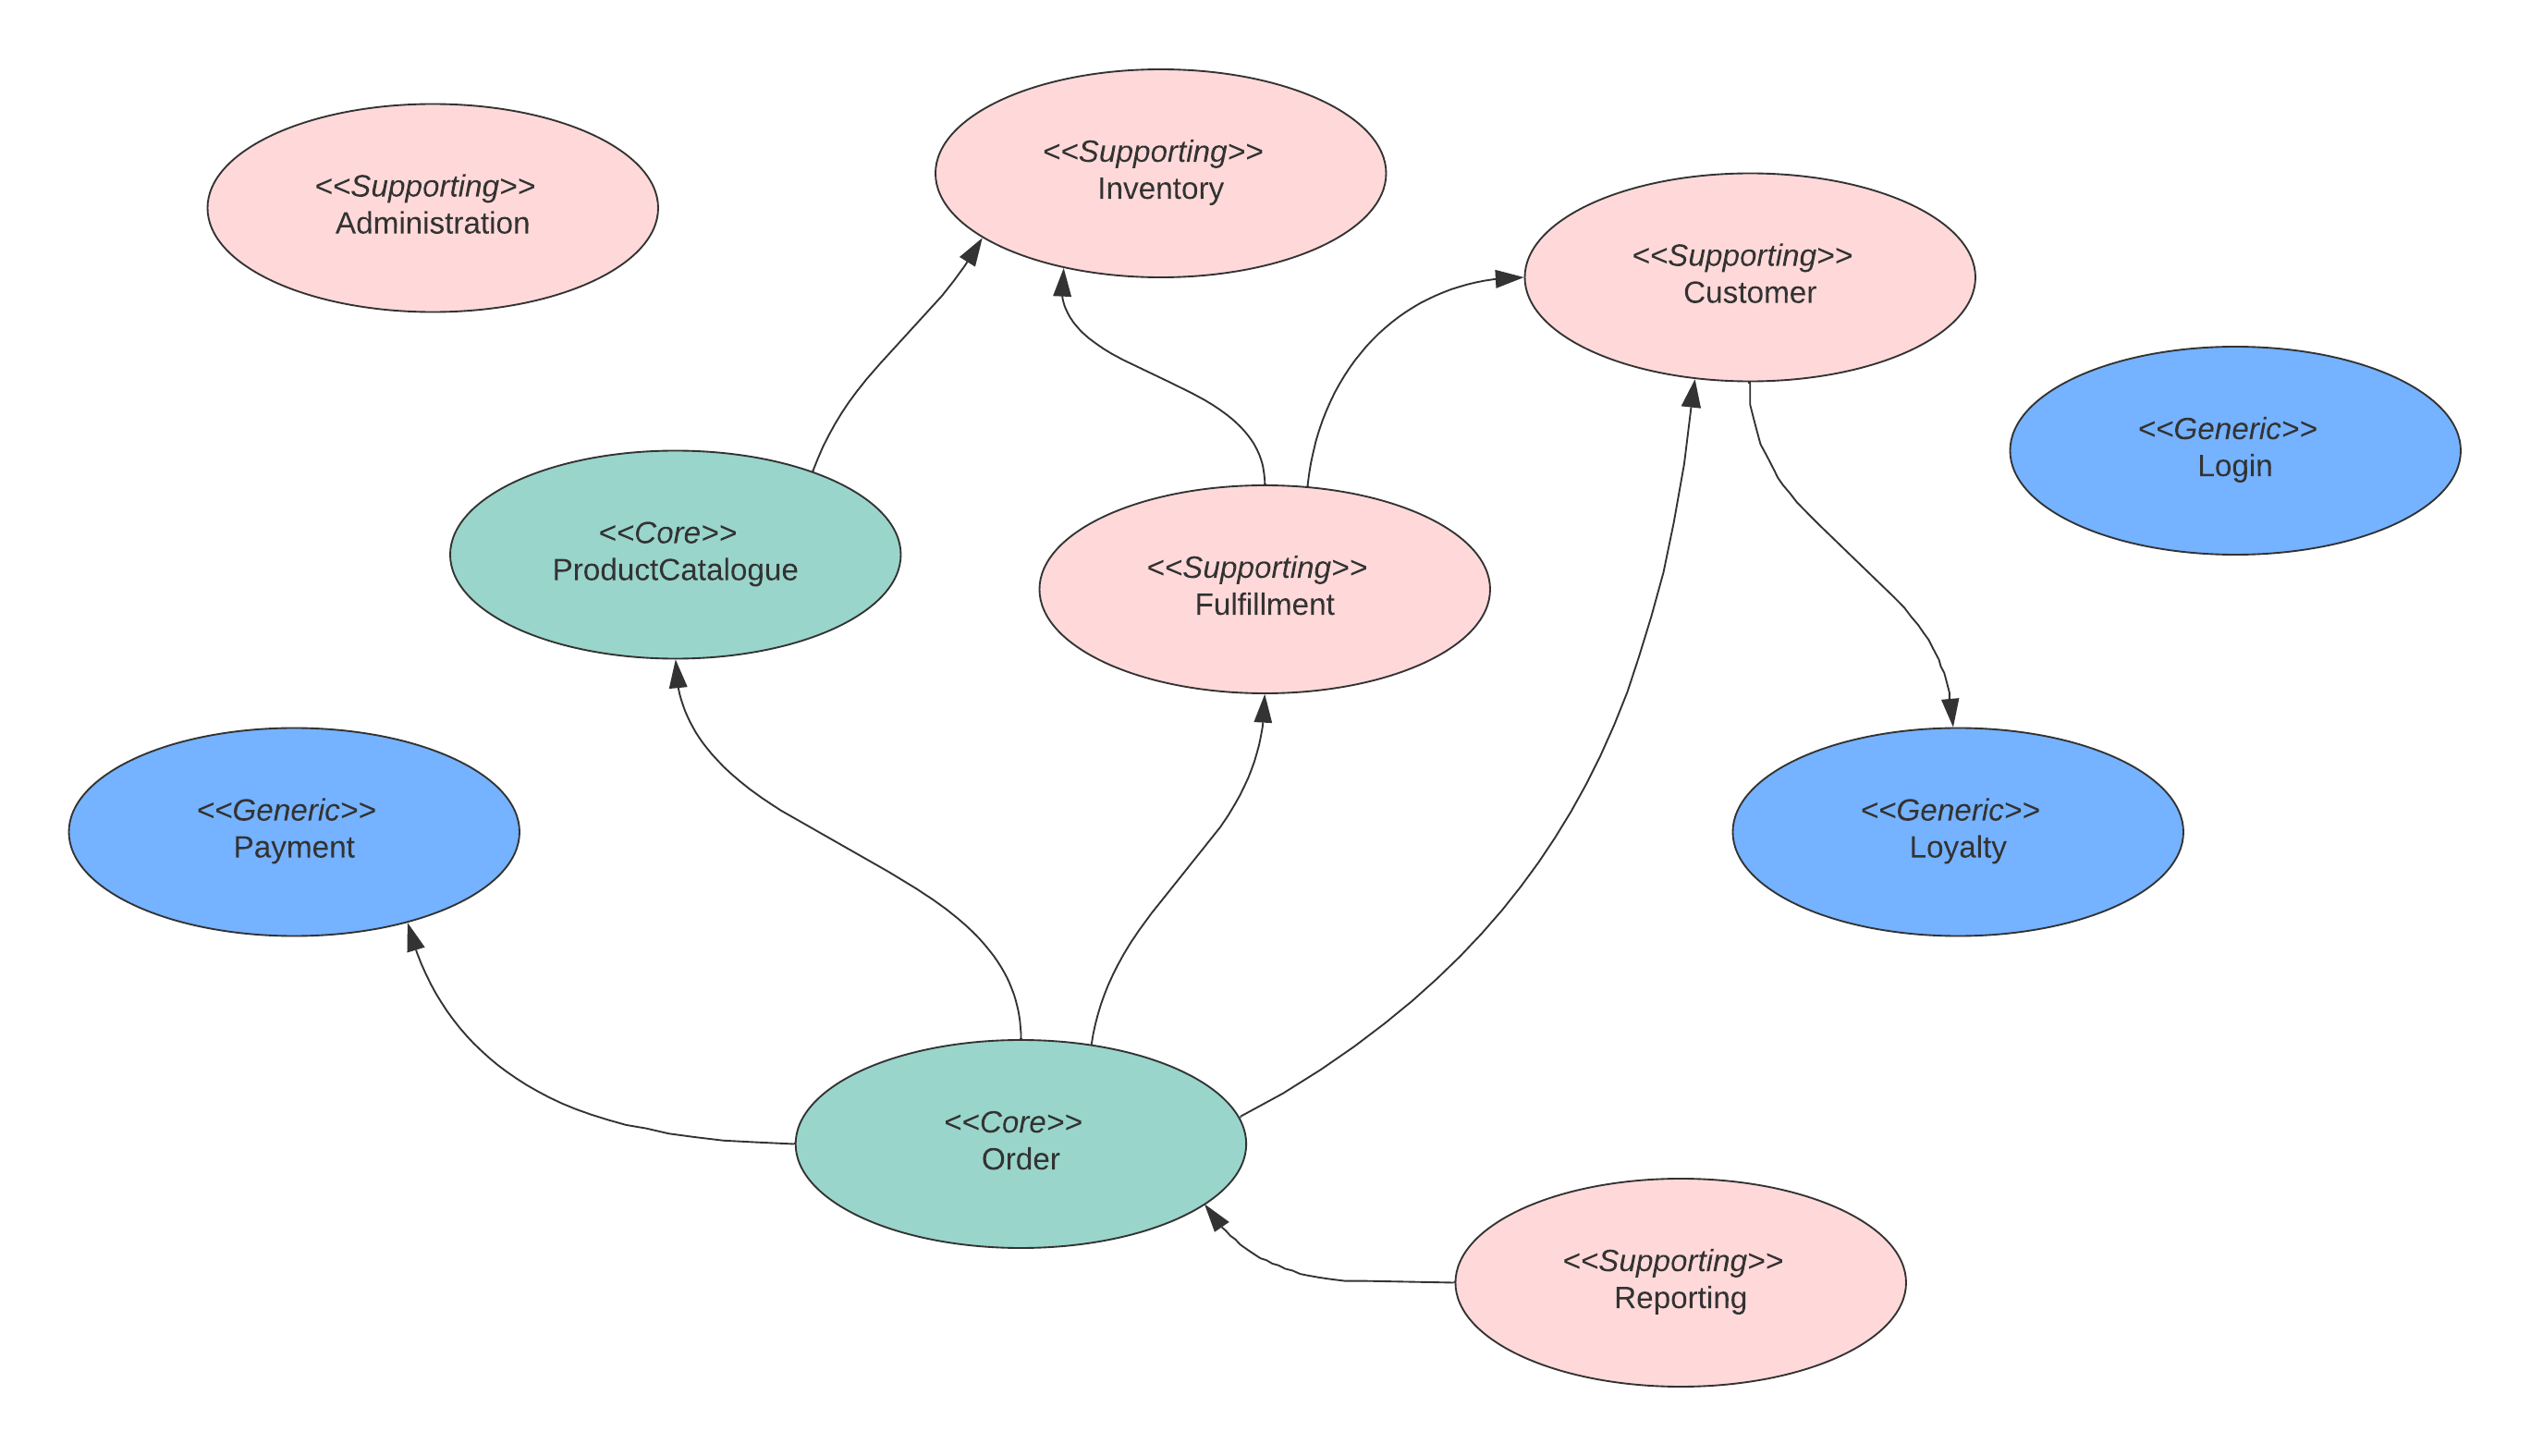 <<Supporting>>
Inventory
<<Supporting>>
Administration
<<Supporting>>
Customer
<<Generic>>
Login
<<Core>>
ProductCatalogue
<<Supporting>>
Fulfillment
<<Generic>>
Payment
<<Generic>>
Loyalty
<<Core>>
Order
<<Supporting>>
Reporting